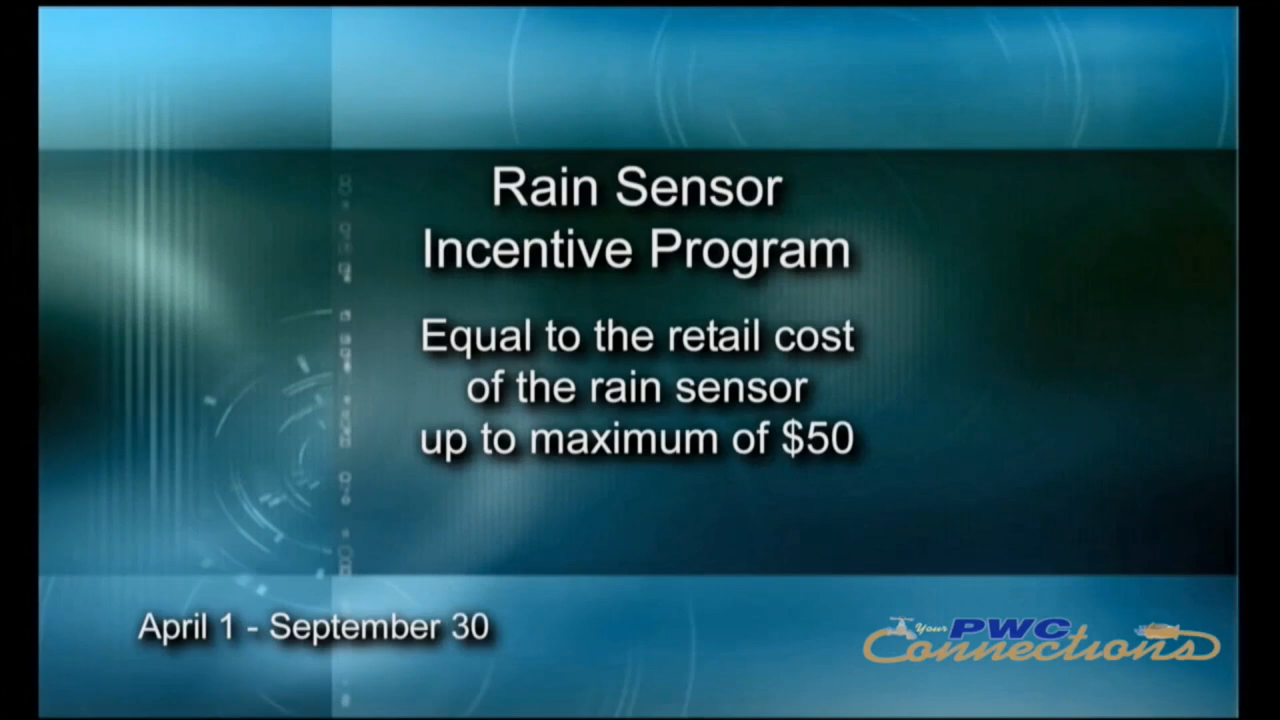 Rain Sensor
Incentive Program
Equal to the retail cost
of the rain sensor
up to maximum of $50
April 1 - September 30
Your PWC
Connections